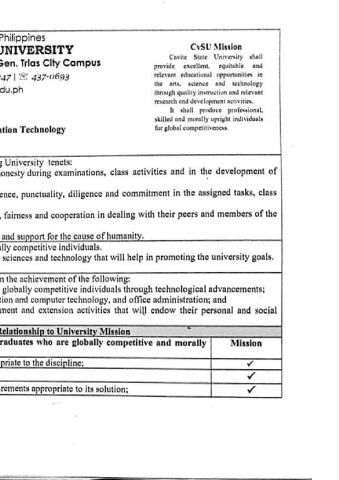 Philippines
UNIVERSITY
Gen. Trias City Campus
247 | ☏ 437-0693
du.ph
CvSU Mission
Cavite State University shall
provide excellent, equitable and
relevant educational opportunities in
the arts, science and technology
through quality instruction and relevant
research and development activities.
It shall produce professional,
skilled and morally upright individuals
for global competitiveness.
ation Technology
g University tenets:
onesty during examinations, class activities and in the development of
ence, punctuality, diligence and commitment in the assigned tasks, class
, fairness and cooperation in dealing with their peers and members of the
and support for the cause of humanity.
lly competitive individuals.
sciences and technology that will help in promoting the university goals.
n the achievement of the following:
globally competitive individuals through technological advancements;
tion and computer technology, and office administration; and
ment and extension activities that will endow their personal and social
Relationship to University Mission
raduates who are globally competitive and morally Mission
priate to the discipline; ✓
✓
rements appropriate to its solution; ✓